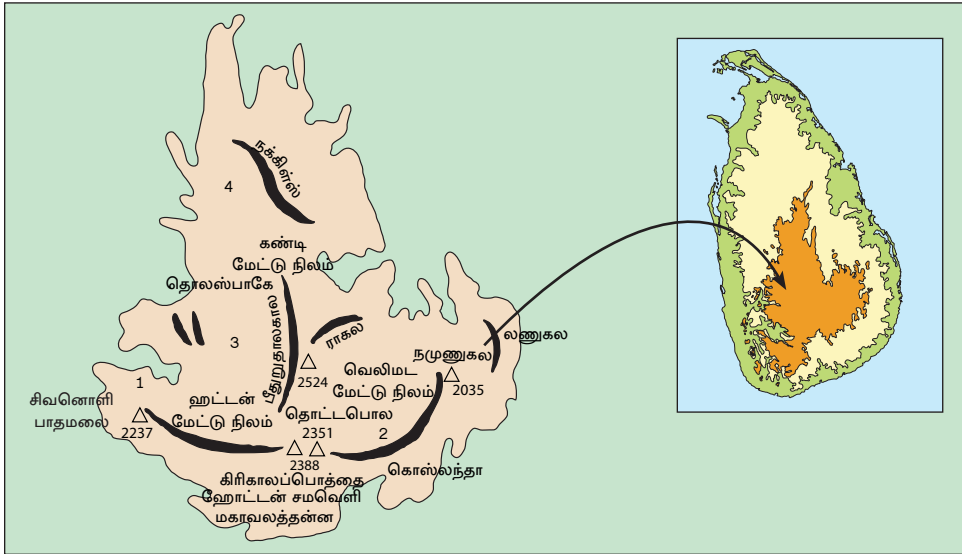 நக்கிள்ஸ்
4
கண்டி
மேட்டு நிலம்
தொலஸ்பாகே
பீதுறுதாலகால
ராகல
லணுகல
நமுணுகல
3
2524
வெலிமட
மேட்டு நிலம்
2035
1
சிவனொளி
பாதமலை
2237
ஹட்டன்
மேட்டு நிலம்
தொட்டபொல
2351
2
2388
கொஸ்லந்தா
கிரிகாலப்பொத்தை
ஹோட்டன் சமவெளி
மகாவலத்தன்ன